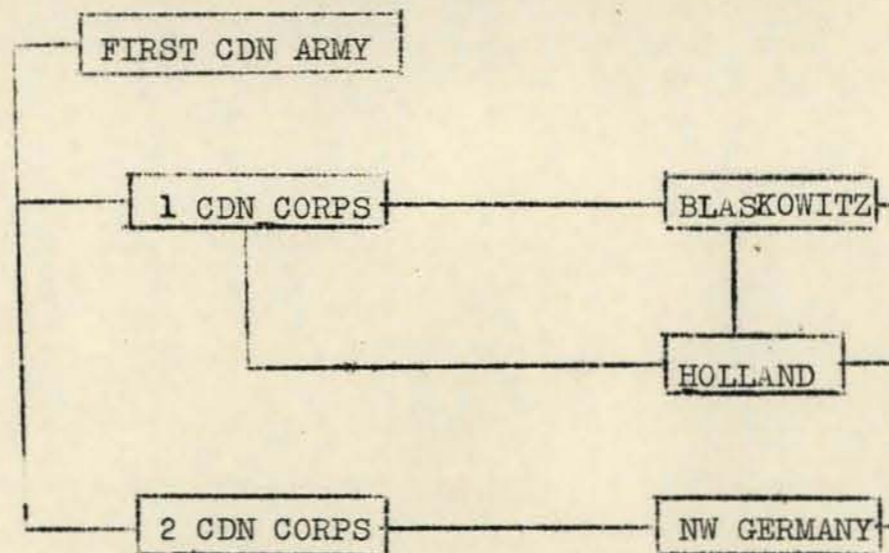 FIRST CDN ARMY
1 CDN CORPS
BLASKOWITZ
HOLLAND
2 CDN CORPS
NW GERMANY